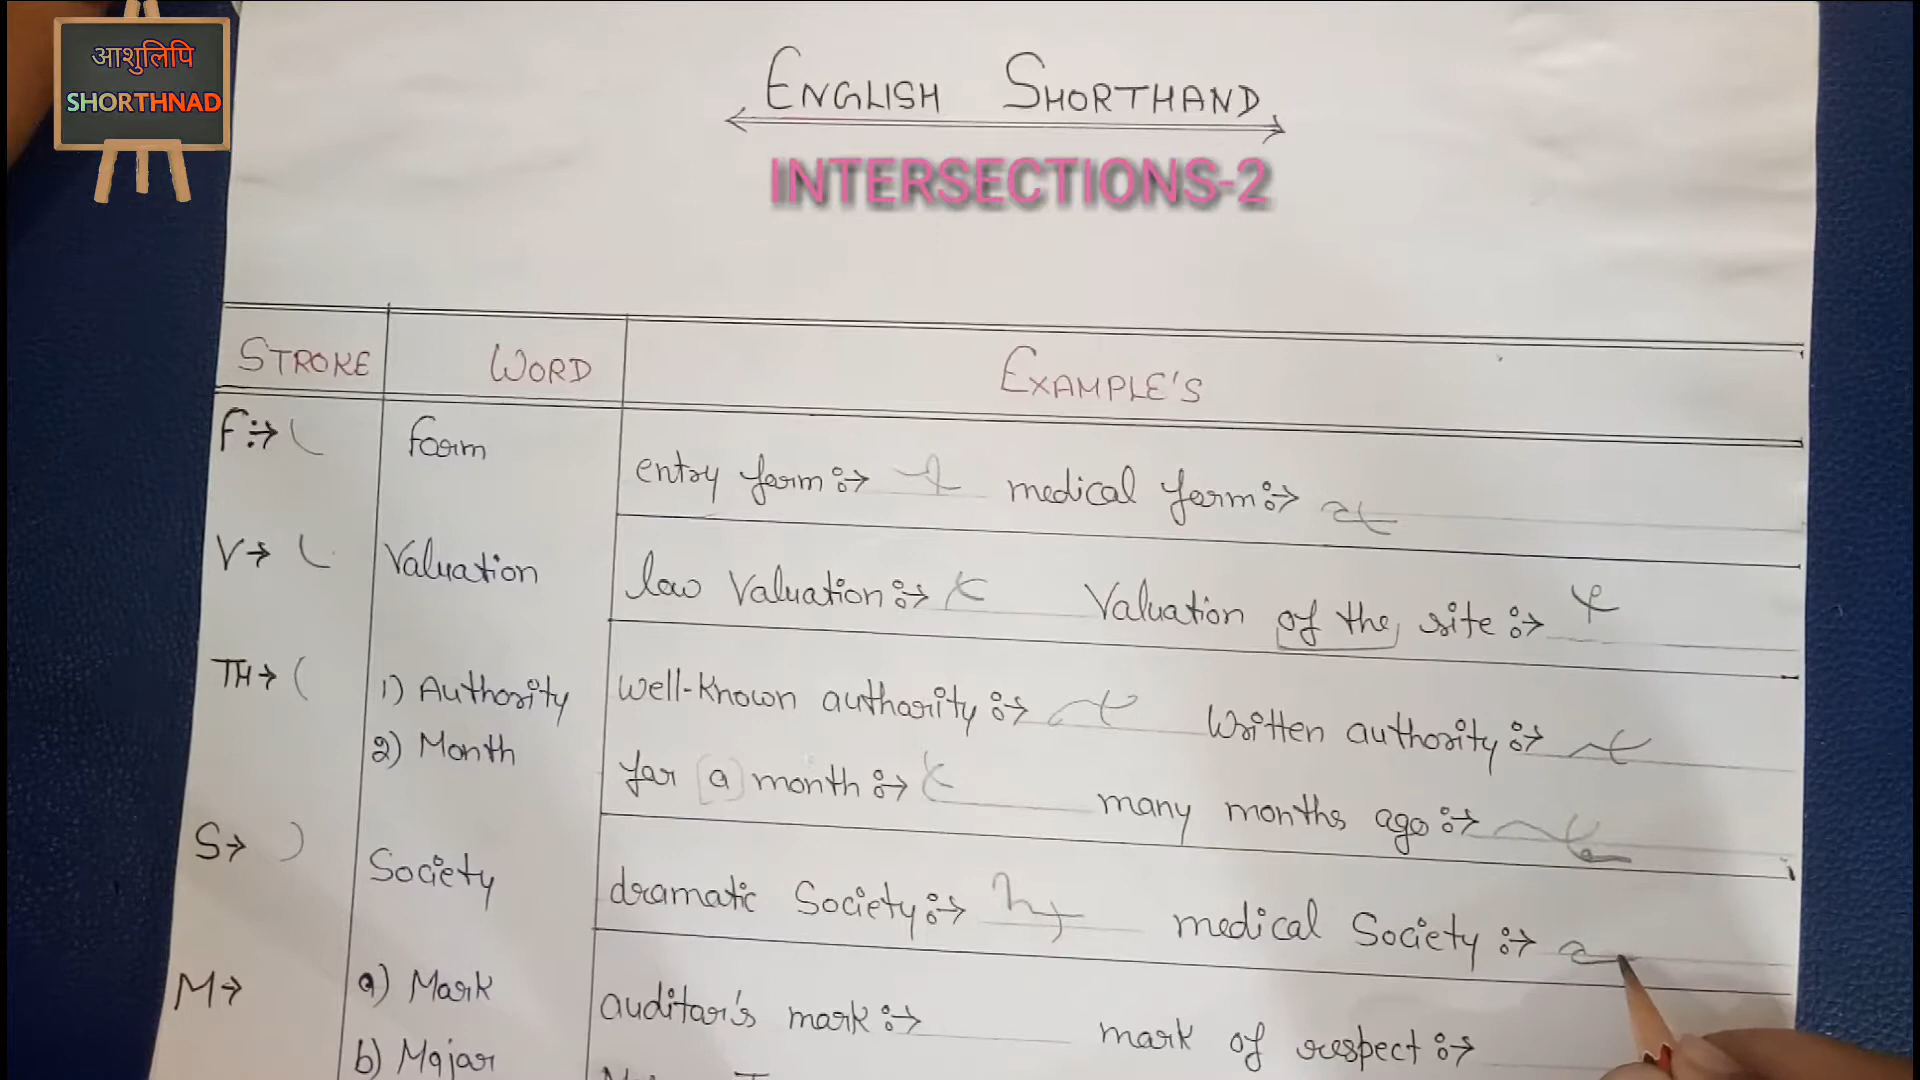 आशुलिपि
SHORTHNAD
ENGLISH SHORTHAND
INTERSECTIONS-2
STROKE WORD EXAMPLE'S
F:→ form
entry form:→ medical form:→
V→ Valuation
low Valuation:→ Valuation of the site:→
TH→ 1) Authority
well-known authority:→ Written authority:→
2) Month
for (a) month:→ many months ago:→
S→ Society
dramatic Society:→ medical Society:→
M→ a) Mark
auditor's mark:→ mark of respect:→
b) Major